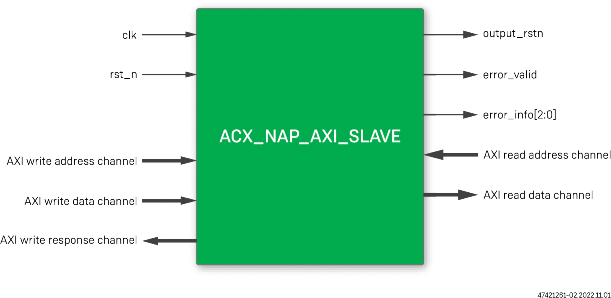 clk
rst_n
AXI write address channel
AXI write data channel
AXI write response channel
ACX_NAP_AXI_SLAVE
output_rstn
error_valid
error_info[2:0]
AXI read address channel
AXI read data channel
47421261-02.2022.11.01